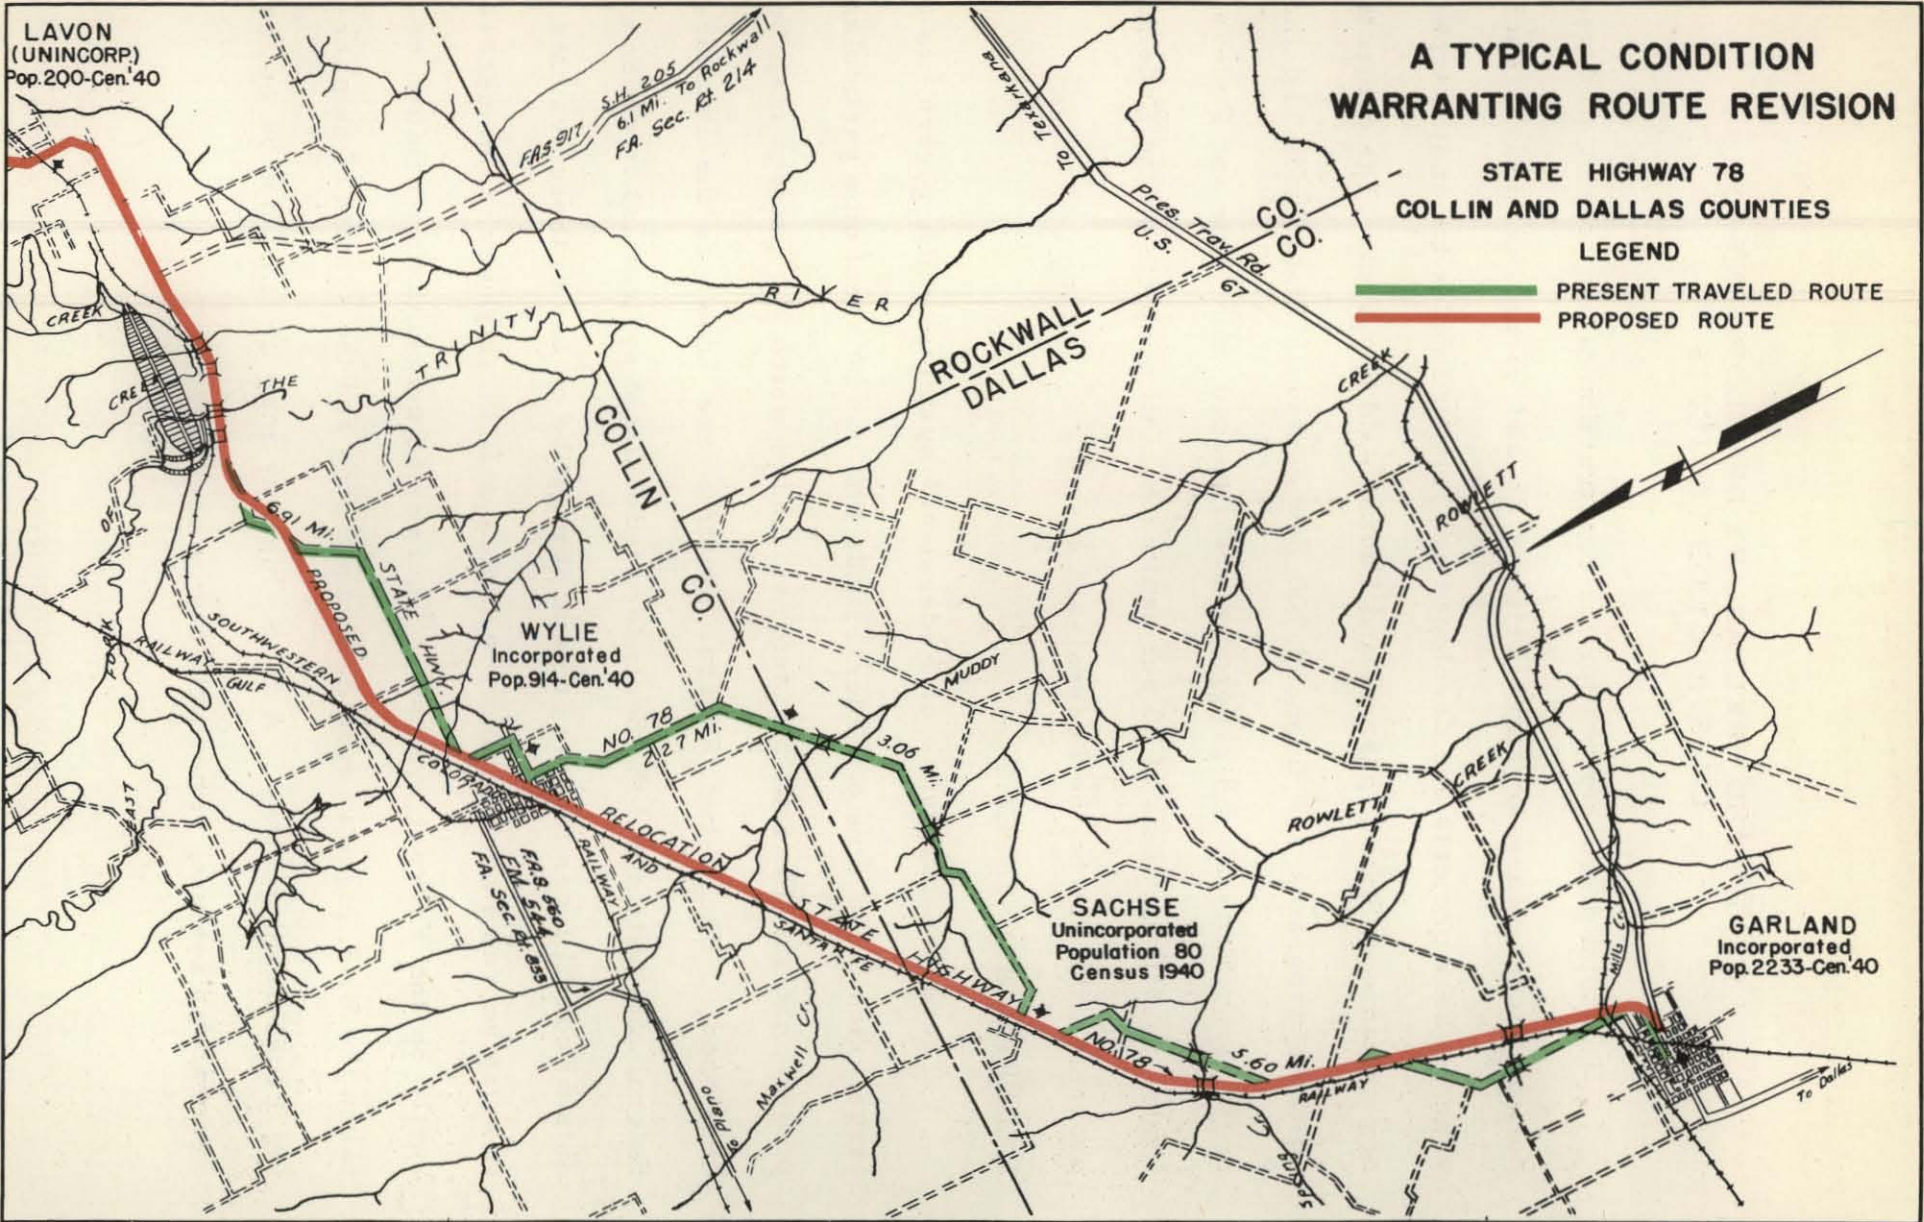 LAVON
(UNINCORP.)
Pop.200-Cen.'40
A TYPICAL CONDITION
WARRANTING ROUTE REVISION
STATE HIGHWAY 78
COLLIN AND DALLAS COUNTIES
LEGEND
PRESENT TRAVELED ROUTE
PROPOSED ROUTE
S.H. 205
6.1 Mi. To Rockwall
F.A.S. 917
F.A. Sec. Rt. 214
To Texarkana
Pres. Trav. Rd.
U.S.
67
CO.
CO.
ROCKWALL
DALLAS
COLLIN
CO.
CREEK
CREEK
THE
TRINITY
RIVER
OF
FORK
EAST
CREEK
ROWLETT
6.91 Mi.
PROPOSED
STATE
HWY.
WYLIE
Incorporated
Pop.914-Cen.'40
NO. 78
2.27 Mi.
3.06 Mi.
MUDDY
SOUTHWESTERN
RAILWAY
GULF
COLORADO
RELOCATION
AND
RAILWAY
F.A.S. 660
F.M. 544
F.A. Sec. Rt. 833
STATE
SANTA FE
HIGHWAY
SACHSE
Unincorporated
Population 80
Census 1940
ROWLETT
CREEK
GARLAND
Incorporated
Pop.2233-Cen.'40
Mills Cr.
NO. 78
5.60 Mi.
RAILWAY
Maxwell Cr.
To Plano
Spring
Cr.
To Dallas